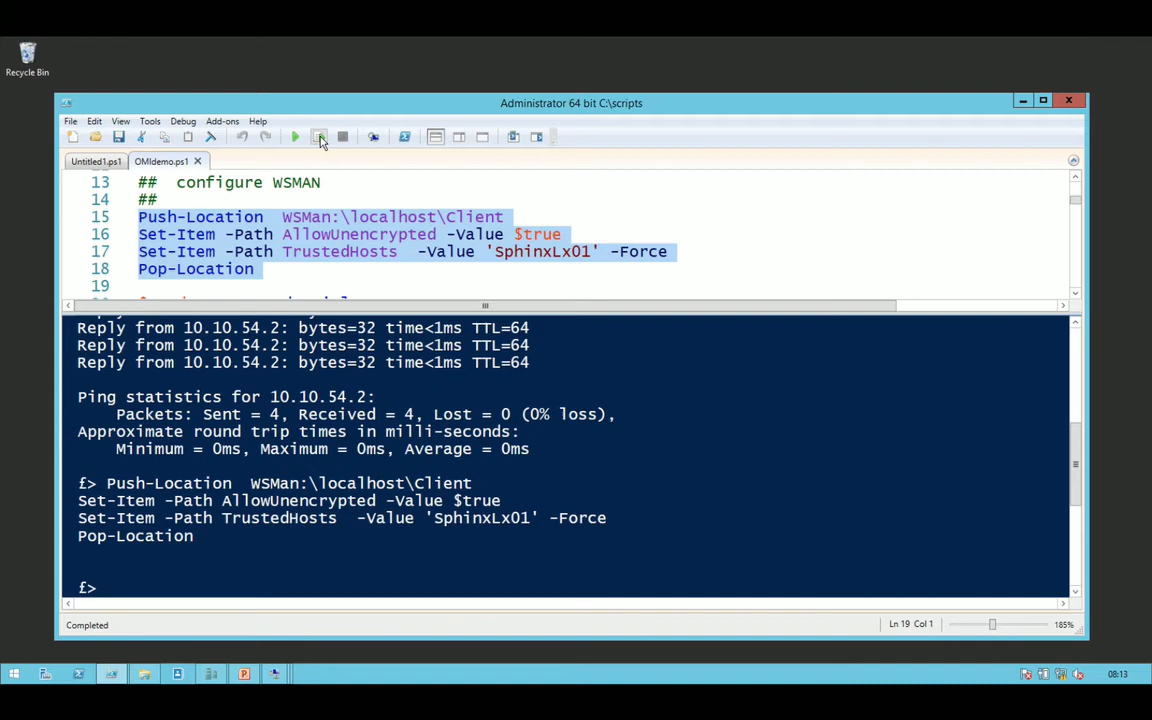 Recycle Bin
Administrator 64 bit C:\scripts
File Edit View Tools Debug Add-ons Help
Untitled1.ps1 OMIdemo.ps1
13 ## configure WSMAN
14 ##
15 Push-Location WSMan:\localhost\Client
16 Set-Item -Path AllowUnencrypted -Value $true
17 Set-Item -Path TrustedHosts -Value 'SphinxLx01' -Force
18 Pop-Location
19
Reply from 10.10.54.2: bytes=32 time<1ms TTL=64
Reply from 10.10.54.2: bytes=32 time<1ms TTL=64
Reply from 10.10.54.2: bytes=32 time<1ms TTL=64
Ping statistics for 10.10.54.2:
Packets: Sent = 4, Received = 4, Lost = 0 (0% loss),
Approximate round trip times in milli-seconds:
Minimum = 0ms, Maximum = 0ms, Average = 0ms
£> Push-Location WSMan:\localhost\Client
Set-Item -Path AllowUnencrypted -Value $true
Set-Item -Path TrustedHosts -Value 'SphinxLx01' -Force
Pop-Location
£>
Completed
Ln 19 Col 1
185%
08:13